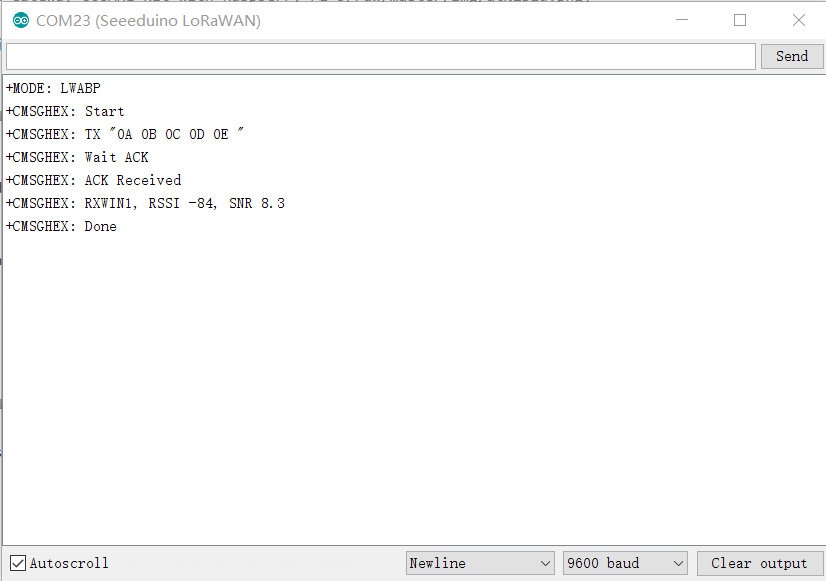 COM23 (Seeeduino LoRaWAN)
Send
+MODE: LWABP
+CMSGHEX: Start
+CMSGHEX: TX "0A 0B 0C 0D 0E "
+CMSGHEX: Wait ACK
+CMSGHEX: ACK Received
+CMSGHEX: RXWIN1, RSSI -84, SNR 8.3
+CMSGHEX: Done
Autoscroll
Newline
9600 baud
Clear output